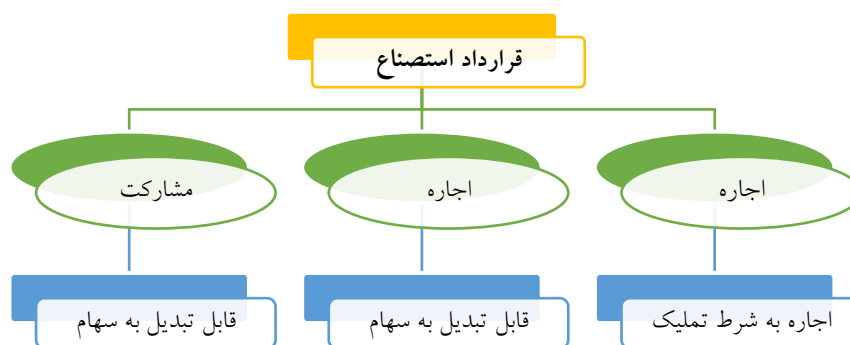 قرارداد استصناع
اجاره
اجاره
مشارکت
اجاره به شرط تملیک
قابل تبدیل به سهام
قابل تبدیل به سهام